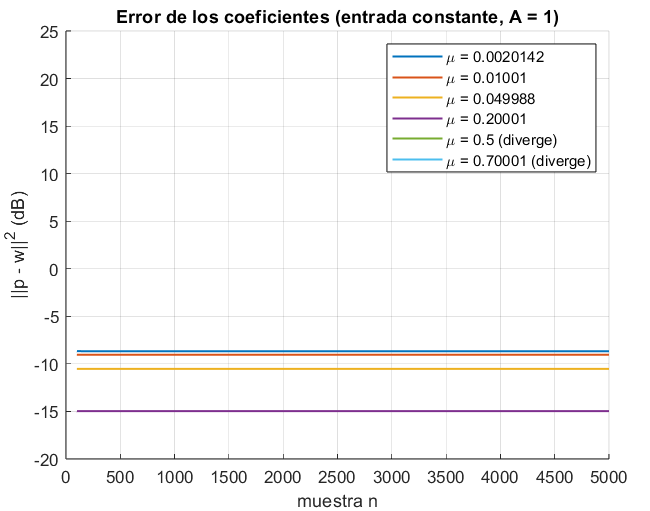 Error de los coeficientes (entrada constante, A = 1)
||p - w||² (dB)
25
20
15
10
5
0
-5
-10
-15
-20
μ = 0.0020142
μ = 0.01001
μ = 0.049988
μ = 0.20001
μ = 0.5 (diverge)
μ = 0.70001 (diverge)
0 500 1000 1500 2000 2500 3000 3500 4000 4500 5000
muestra n